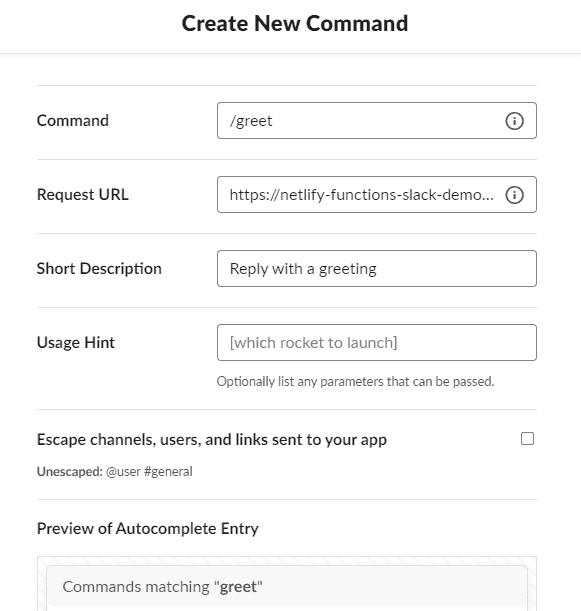 Create New Command
Command
/greet
Request URL
https://netlify-functions-slack-demo...
Short Description
Reply with a greeting
Usage Hint
[which rocket to launch]
Optionally list any parameters that can be passed.
Escape channels, users, and links sent to your app
Unescaped: @user #general
Preview of Autocomplete Entry
Commands matching "greet"